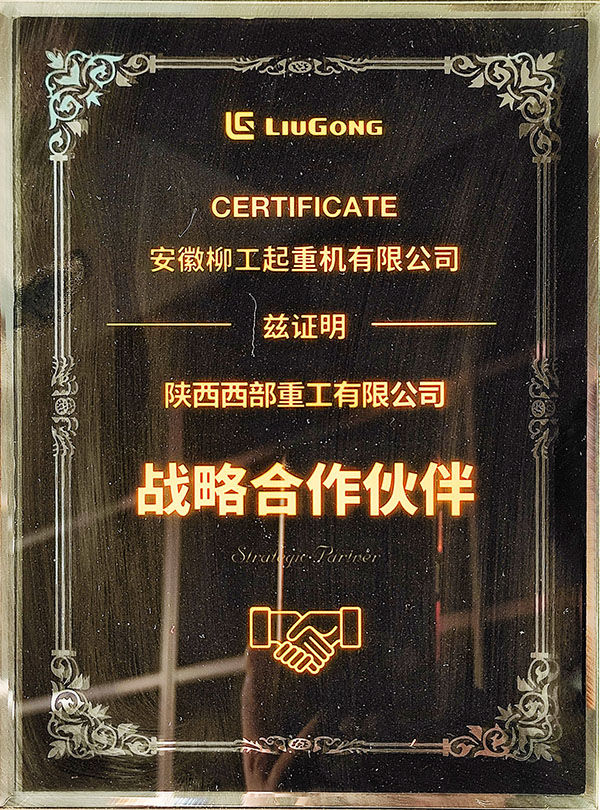 LIUGONG
CERTIFICATE
安徽柳工起重机有限公司
兹证明
陕西西部重工有限公司
战略合作伙伴
Strategic Partner